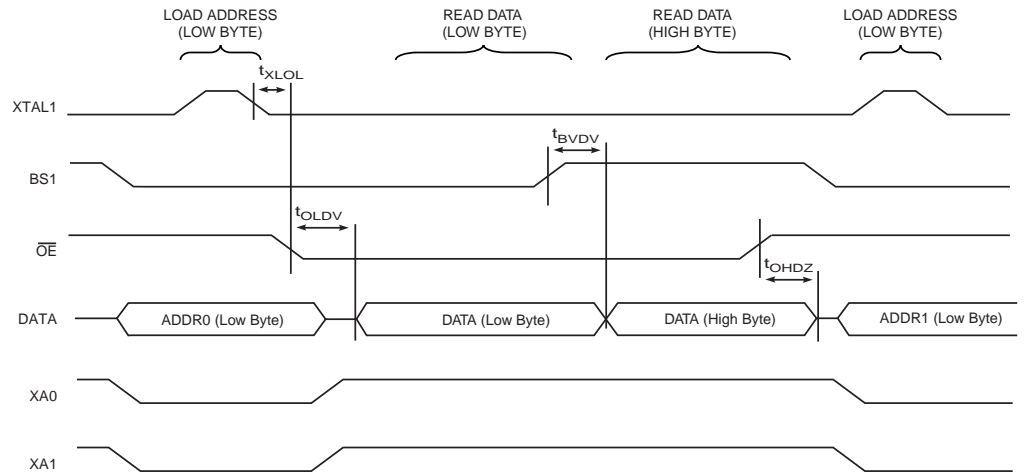 LOAD ADDRESS
(LOW BYTE)
READ DATA
(LOW BYTE)
READ DATA
(HIGH BYTE)
LOAD ADDRESS
(LOW BYTE)
tXLOL
XTAL1
tBVDV
BS1
tOLDV
OE
tOHDZ
DATA
ADDR0 (Low Byte)
DATA (Low Byte)
DATA (High Byte)
ADDR1 (Low Byte)
XA0
XA1